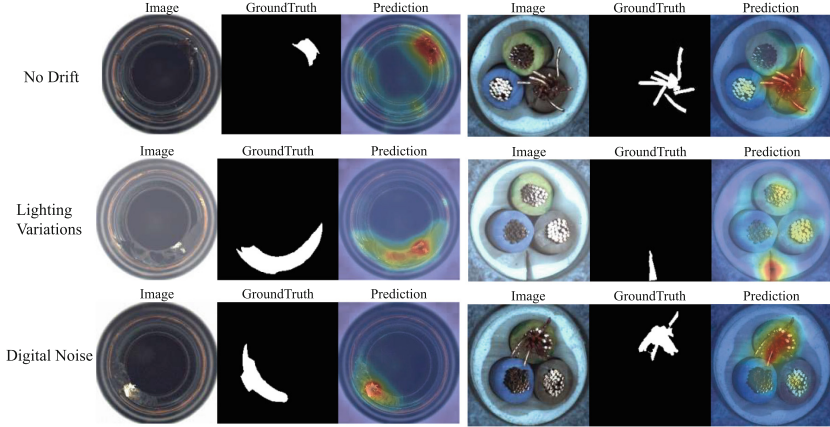 Image GroundTruth Prediction Image GroundTruth Prediction
No Drift
Image GroundTruth Prediction Image GroundTruth Prediction
Lighting
Variations
Image GroundTruth Prediction Image GroundTruth Prediction
Digital Noise